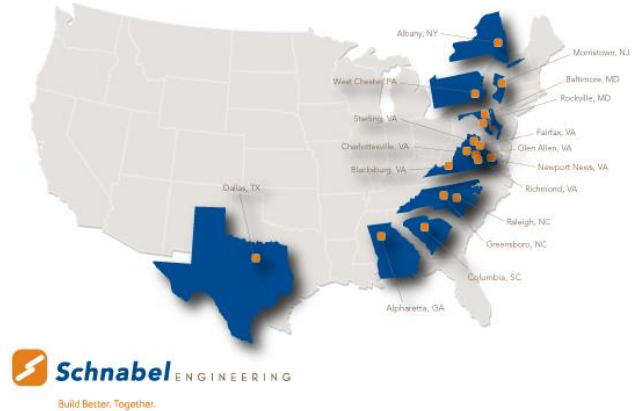 Albany, NY
Morristown, NJ
West Chester, PA
Baltimore, MD
Rockville, MD
Sterling, VA
Fairfax, VA
Charlottesville, VA
Glen Allen, VA
Blacksburg, VA
Newport News, VA
Dallas, TX
Richmond, VA
Raleigh, NC
Greensboro, NC
Columbia, SC
Alpharetta, GA
Schnabel ENGINEERING
Build Better. Together.